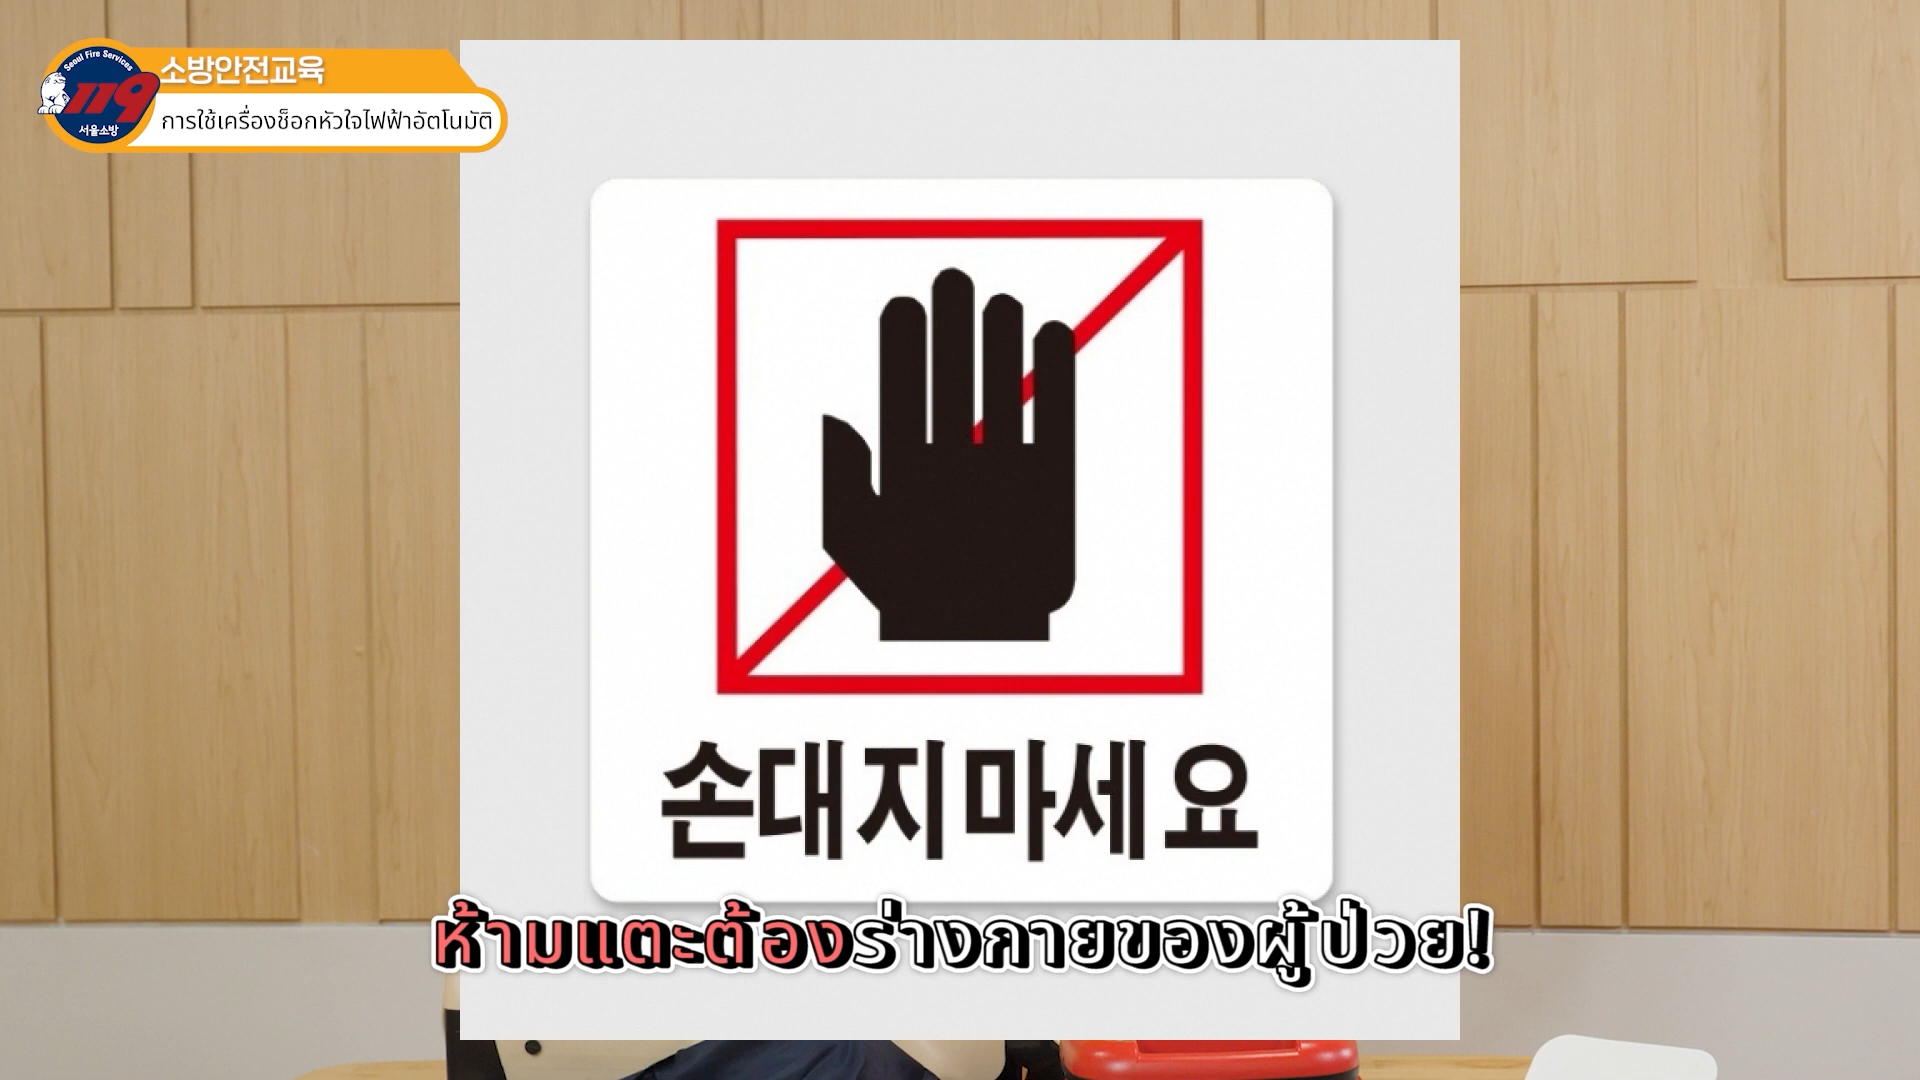 Seoul Fire Services
119
서울소방
소방안전교육
การใช้เครื่องช็อกหัวใจไฟฟ้าอัตโนมัติ
손대지마세요
ห้ามแตะต้องร่างกายของผู้ป่วย!